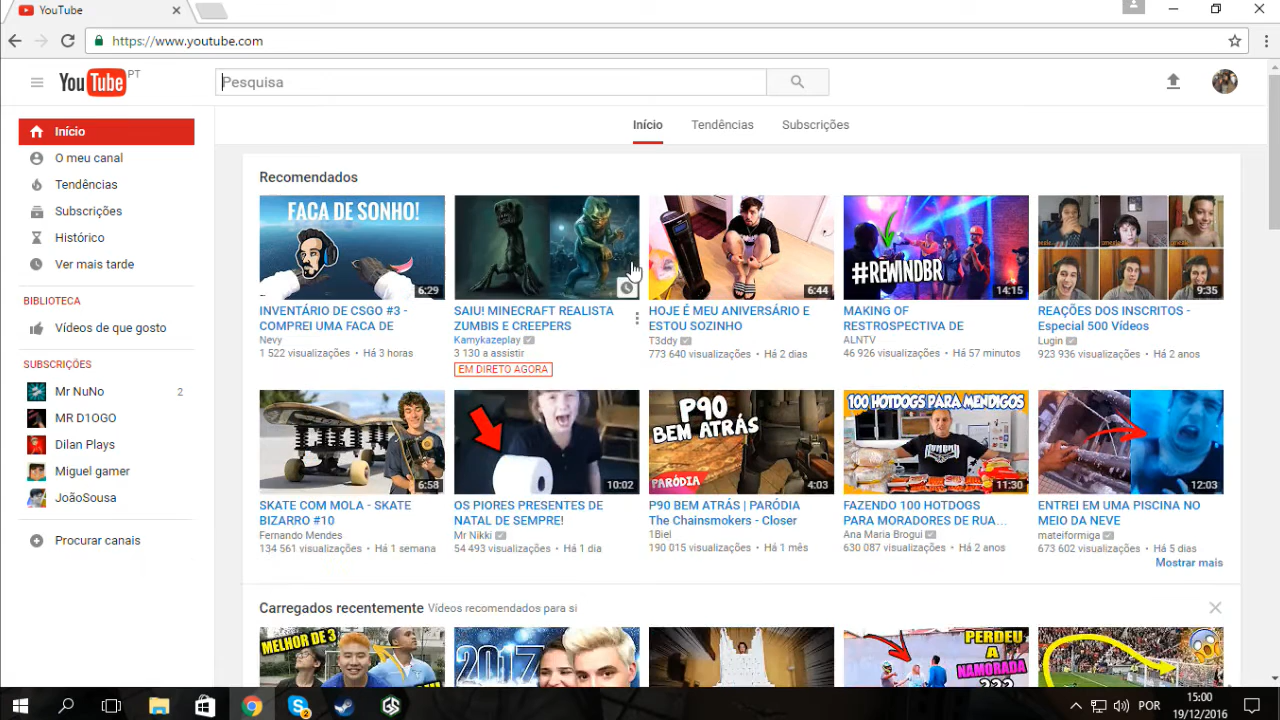 YouTube
https://www.youtube.com
YouTube PT
Pesquisa
Início
O meu canal
Tendências
Subscrições
Histórico
Ver mais tarde
BIBLIOTECA
Vídeos de que gosto
SUBSCRIÇÕES
Mr NuNo 2
MR D1OGO
Dilan Plays
Miguel gamer
JoãoSousa
Procurar canais
Início Tendências Subscrições
Recomendados
FACA DE SONHO!
6:29
INVENTÁRIO DE CSGO #3 -
COMPREI UMA FACA DE
Nevy
1 522 visualizações • Há 3 horas
SAIU! MINECRAFT REALISTA
ZUMBIS E CREEPERS
Kamykazeplay
3 130 a assistir
EM DIRETO AGORA
6:44
HOJE É MEU ANIVERSÁRIO E
ESTOU SOZINHO
T3ddy
773 640 visualizações • Há 2 dias
#REWINDBR
14:15
MAKING OF
RESTROSPECTIVA DE
ALNTV
46 926 visualizações • Há 57 minutos
9:35
REAÇÕES DOS INSCRITOS -
Especial 500 Vídeos
Lugin
923 936 visualizações • Há 2 anos
6:58
SKATE COM MOLA - SKATE
BIZARRO #10
Fernando Mendes
134 561 visualizações • Há 1 semana
10:02
OS PIORES PRESENTES DE
NATAL DE SEMPRE!
Mr Nikki
54 493 visualizações • Há 1 dia
P90
BEM ATRÁS
PARÓDIA
4:03
P90 BEM ATRÁS | PARÓDIA
The Chainsmokers - Closer
1Biel
190 015 visualizações • Há 1 mês
100 HOTDOGS PARA MENDIGOS
11:30
FAZENDO 100 HOTDOGS
PARA MORADORES DE RUA...
Ana Maria Brogui
630 087 visualizações • Há 2 anos
12:03
ENTREI EM UMA PISCINA NO
MEIO DA NEVE
mateiformiga
673 602 visualizações • Há 5 dias
Mostrar mais
Carregados recentemente Vídeos recomendados para si
MELHOR DE 3
2017
PERDEU
A
NAMORADA
???
2
POR
15:00
19/12/2016